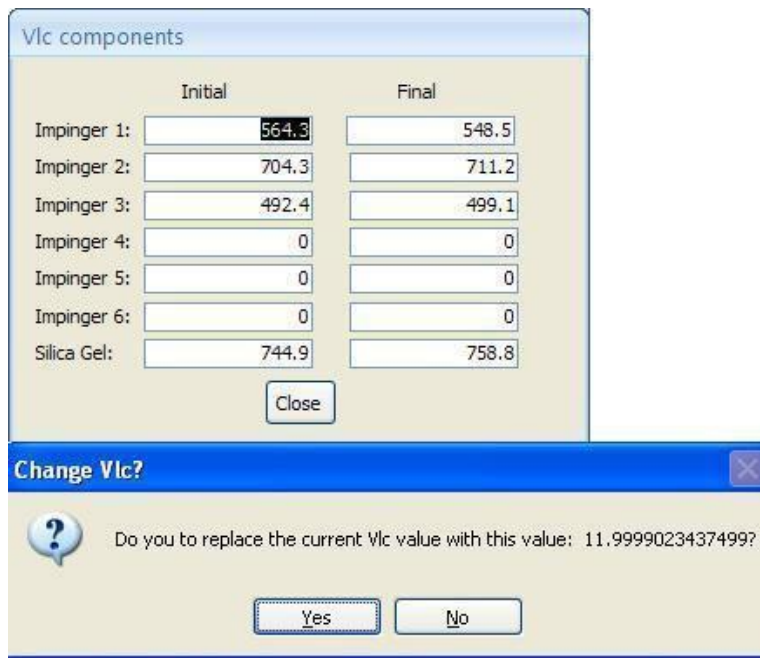 Vlc components
Initial Final
Impinger 1: 564.3 548.5
Impinger 2: 704.3 711.2
Impinger 3: 492.4 499.1
Impinger 4: 0 0
Impinger 5: 0 0
Impinger 6: 0 0
Silica Gel: 744.9 758.8
Close
Change Vlc?
Do you to replace the current Vlc value with this value: 11.9999023437499?
Yes No